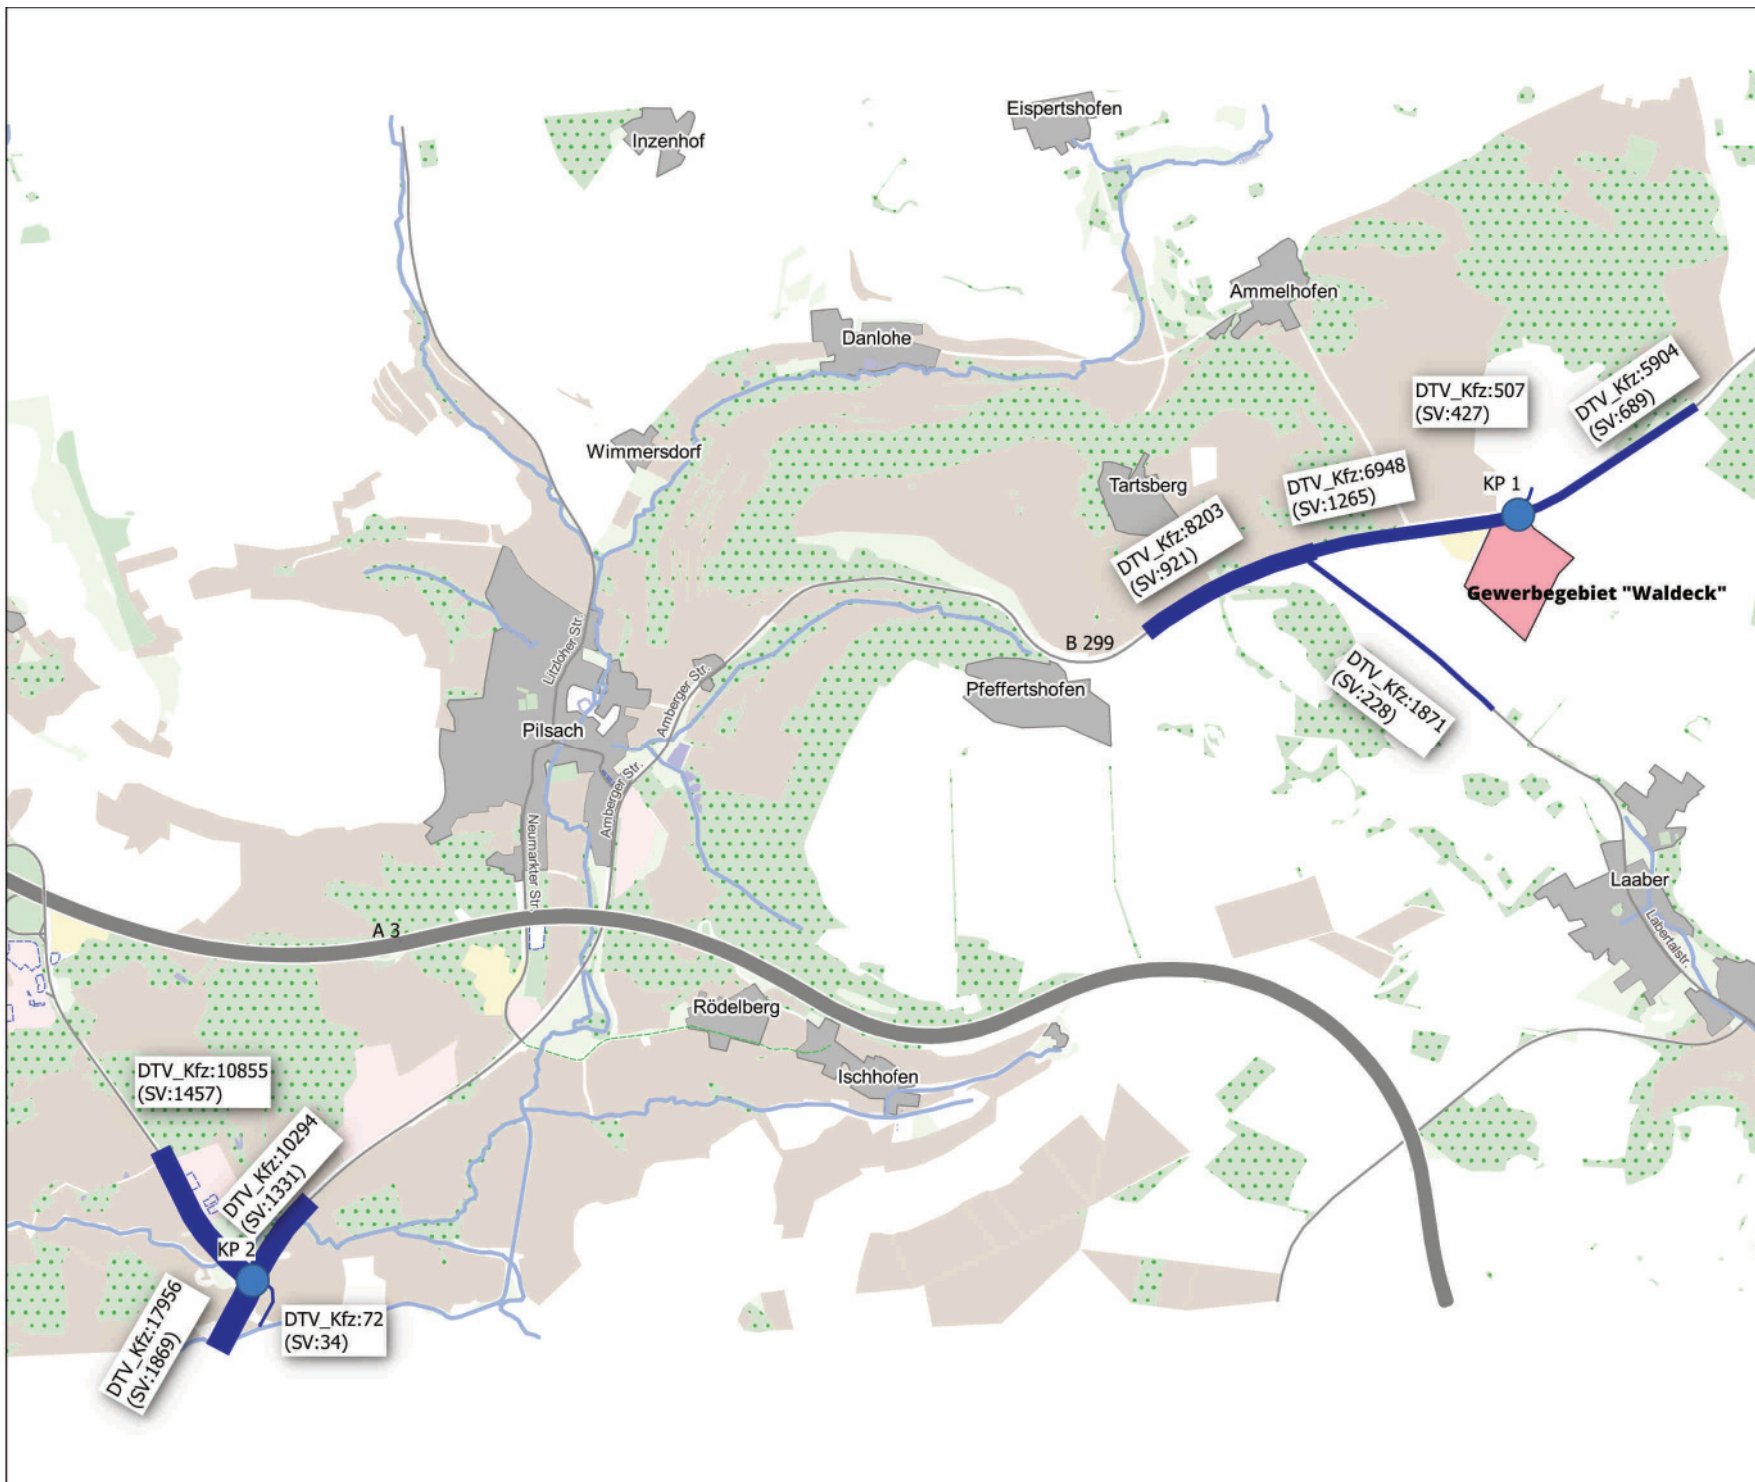 Eispertshofen
Inzenhof
Ammelhofen
Danlohe
DTV_Kfz:507
(SV:427)
DTV_Kfz:5904
(SV:689)
Wimmersdorf
Tartsberg
DTV_Kfz:6948
(SV:1265)
KP 1
DTV_Kfz:8203
(SV:921)
Gewerbegebiet "Waldeck"
Litzloher Str.
B 299
Amberger Str.
Pfeffertshofen
DTV_Kfz:1871
(SV:228)
Pilsach
Amberger Str.
Neumarkter Str.
Laaber
Labertalstr.
A 3
Rödelberg
Ischhofen
DTV_Kfz:10855
(SV:1457)
DTV_Kfz:10294
(SV:1331)
KP 2
DTV_Kfz:17956
(SV:1869)
DTV_Kfz:72
(SV:34)